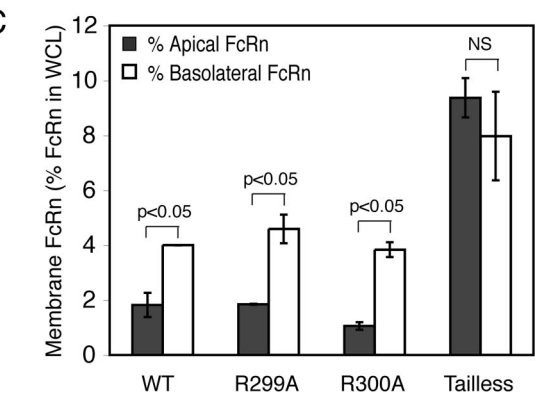 C
Membrane FcRn (% FcRn in WCL)
12
10
8
6
4
2
0
% Apical FcRn
% Basolateral FcRn
p<0.05
p<0.05
p<0.05
NS
WT R299A R300A Tailless